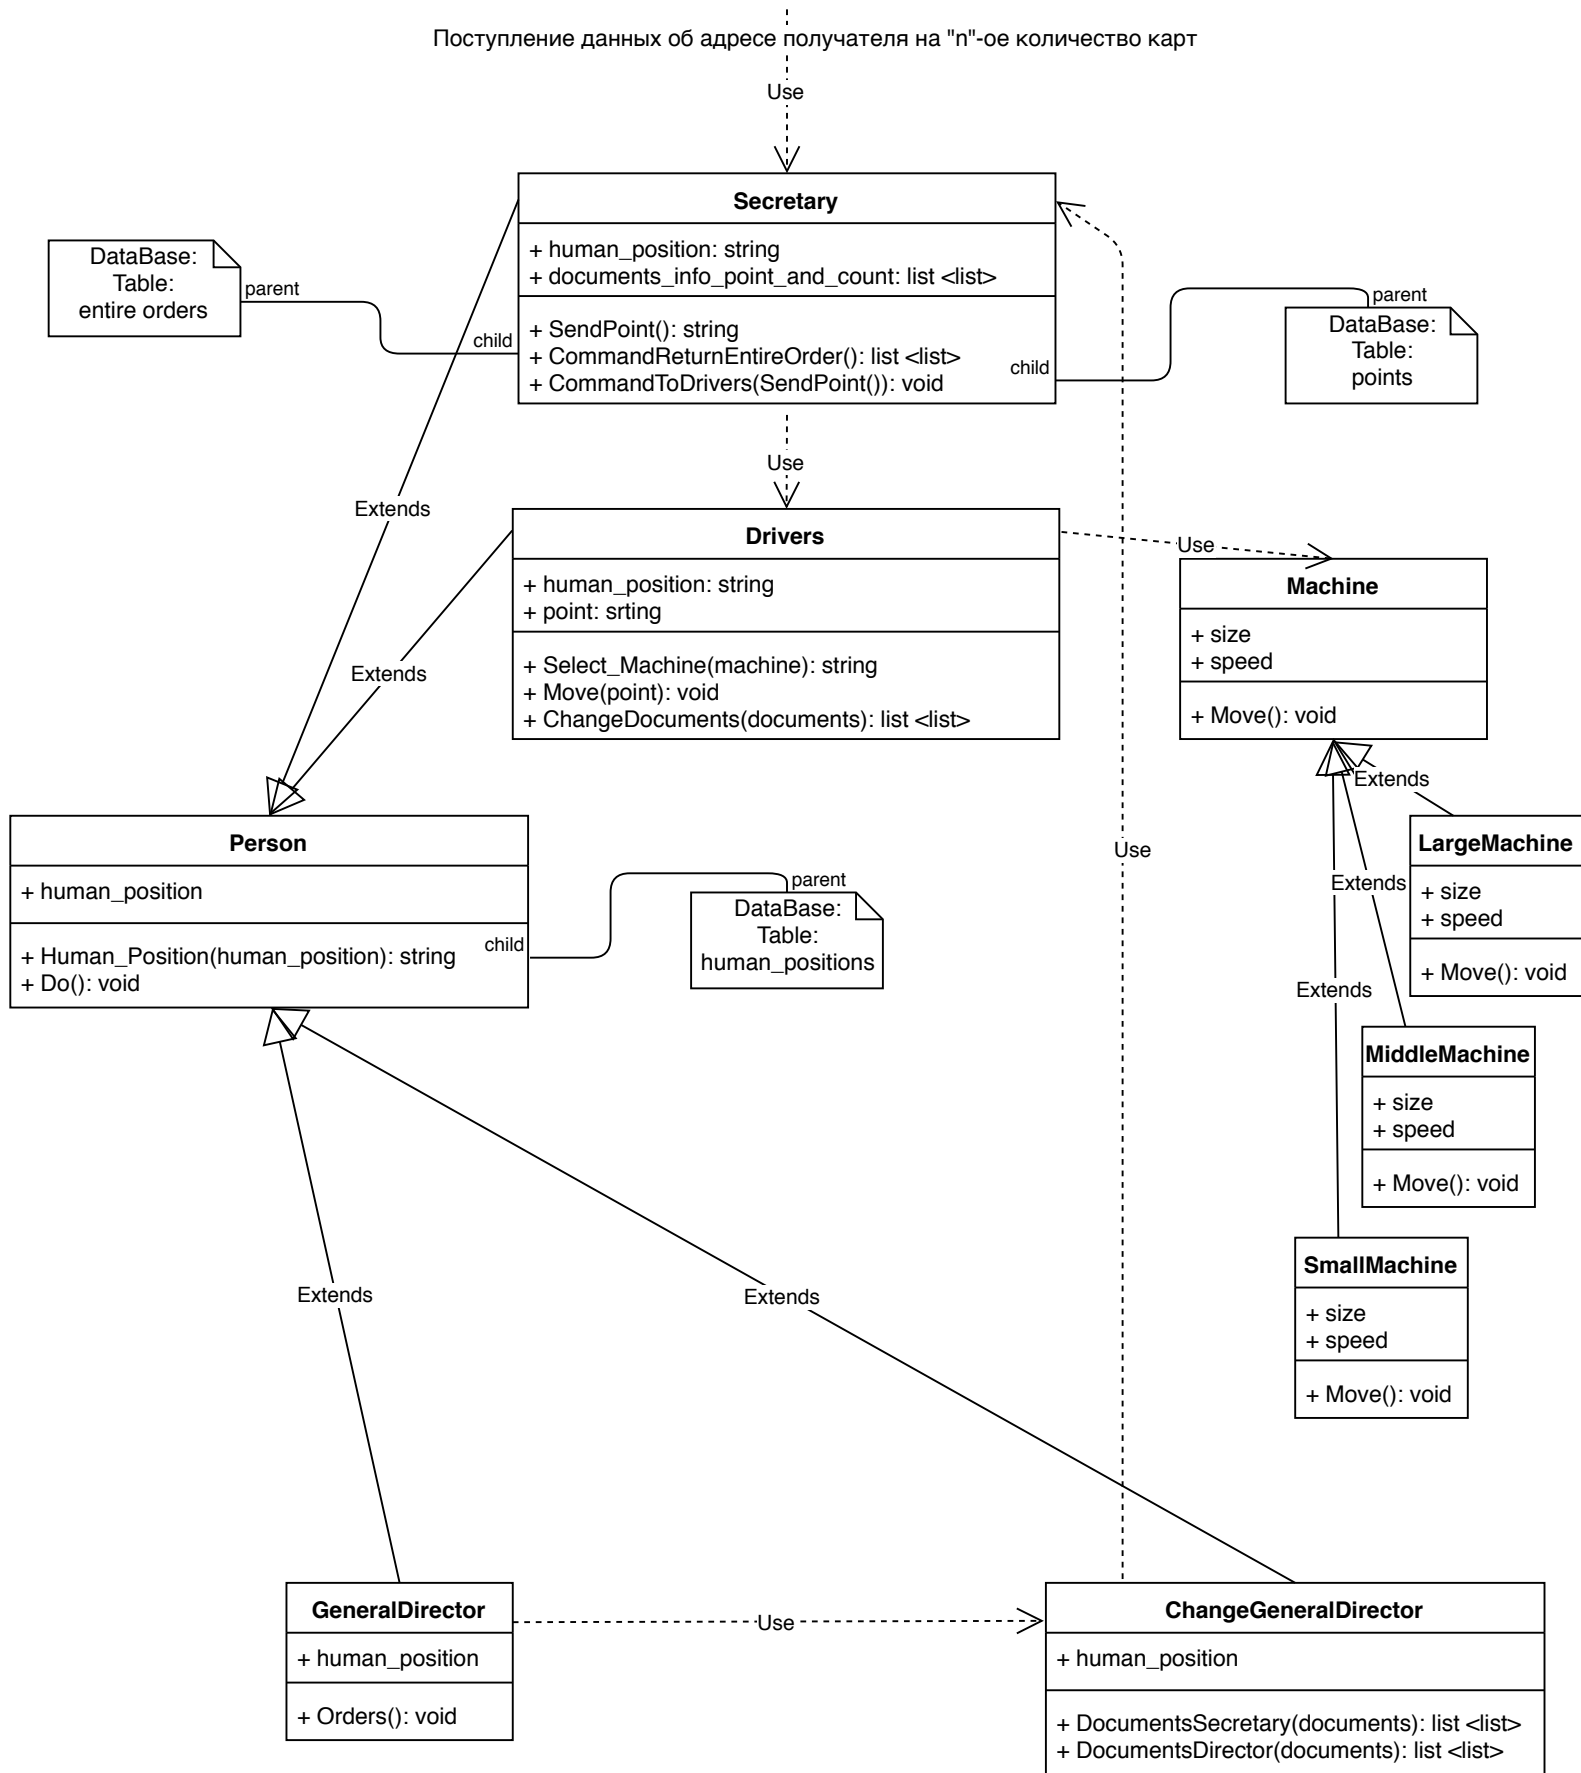 Поступление данных об адресе получателя на "n"-ое количество карт
Use
Secretary
+ human_position: string
+ documents_info_point_and_count: list <list>
+ SendPoint(): string
+ CommandReturnEntireOrder(): list <list>
+ CommandToDrivers(SendPoint()): void
DataBase:
Table:
entire orders
parent
child
child
parent
DataBase:
Table:
points
Use
Extends
Drivers
+ human_position: string
+ point: srting
+ Select_Machine(machine): string
+ Move(point): void
+ ChangeDocuments(documents): list <list>
Extends
Use
Machine
+ size
+ speed
+ Move(): void
Extends
LargeMachine
+ size
+ speed
+ Move(): void
Extends
MiddleMachine
+ size
+ speed
+ Move(): void
Extends
SmallMachine
+ size
+ speed
+ Move(): void
Use
Person
+ human_position
+ Human_Position(human_position): string
+ Do(): void
child
parent
DataBase:
Table:
human_positions
Extends
Extends
GeneralDirector
+ human_position
+ Orders(): void
Use
ChangeGeneralDirector
+ human_position
+ DocumentsSecretary(documents): list <list>
+ DocumentsDirector(documents): list <list>